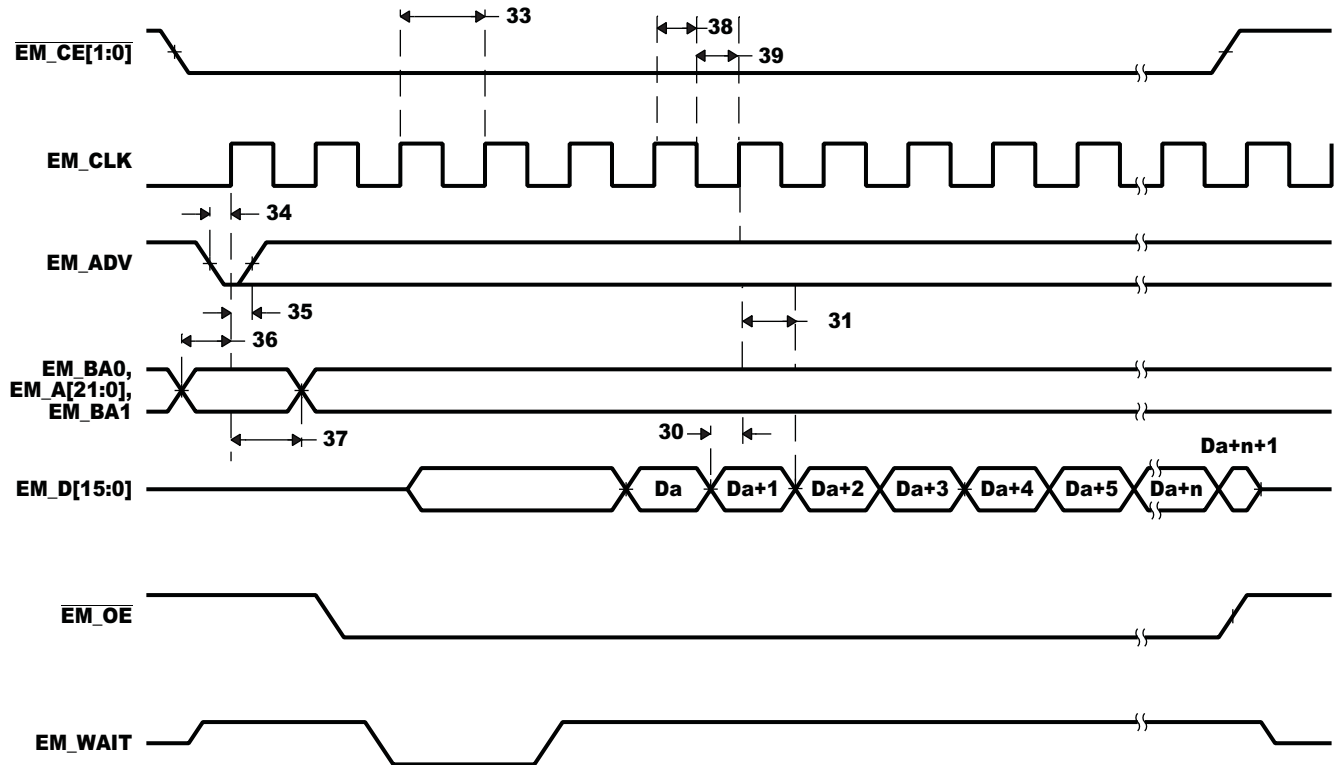 33
38
EM_CE[1:0]
39
EM_CLK
34
EM_ADV
35
31
36
EM_BA0,
EM_A[21:0],
EM_BA1
37
30
Da+n+1
EM_D[15:0]
Da
Da+1
Da+2
Da+3
Da+4
Da+5
Da+n
EM_OE
EM_WAIT